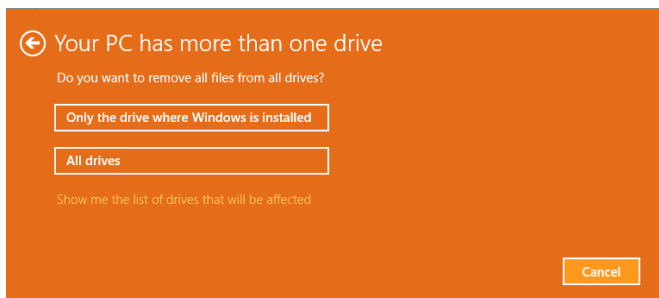 Your PC has more than one drive
Do you want to remove all files from all drives?
Only the drive where Windows is installed
All drives
Show me the list of drives that will be affected
Cancel